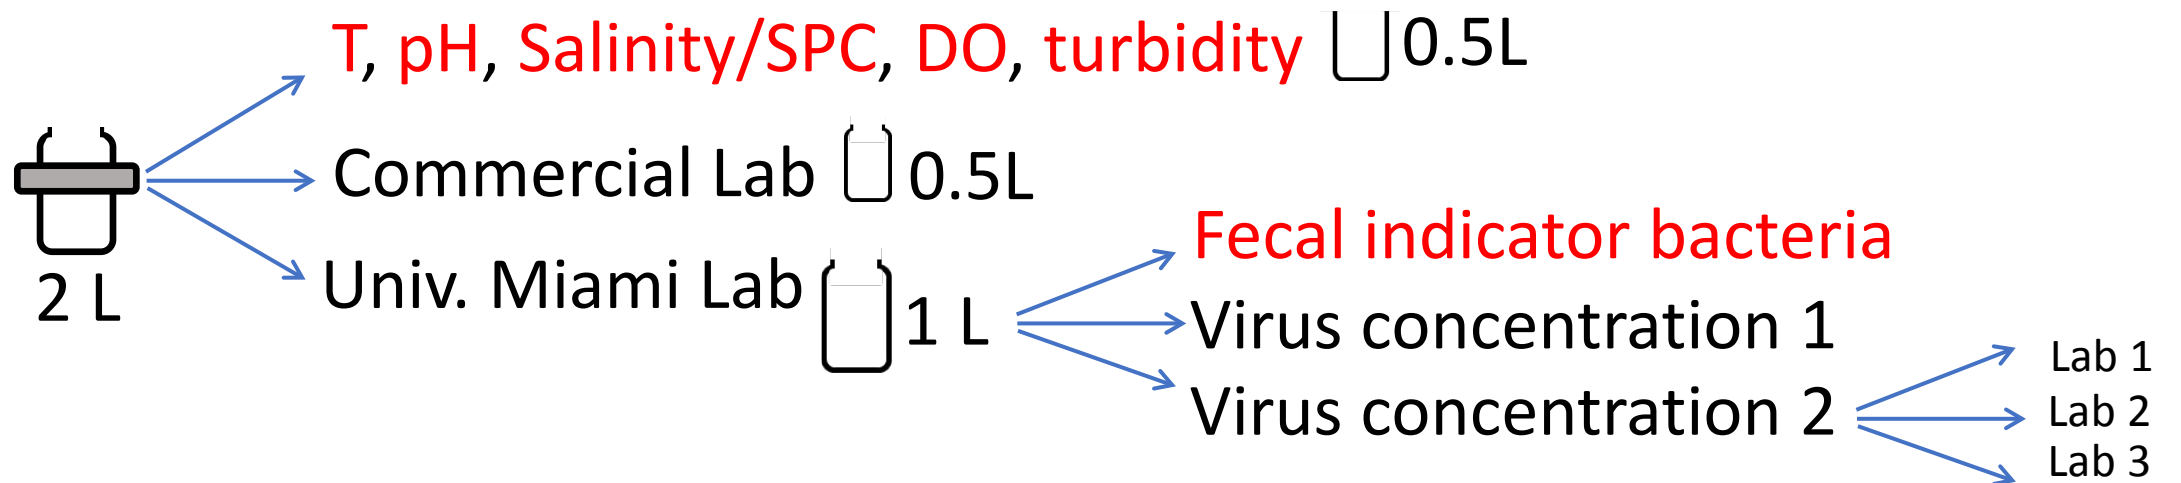 T, pH, Salinity/SPC, DO, turbidity 0.5L
Commercial Lab 0.5L
2 L
Univ. Miami Lab 1 L
Fecal indicator bacteria
Virus concentration 1
Virus concentration 2
Lab 1
Lab 2
Lab 3